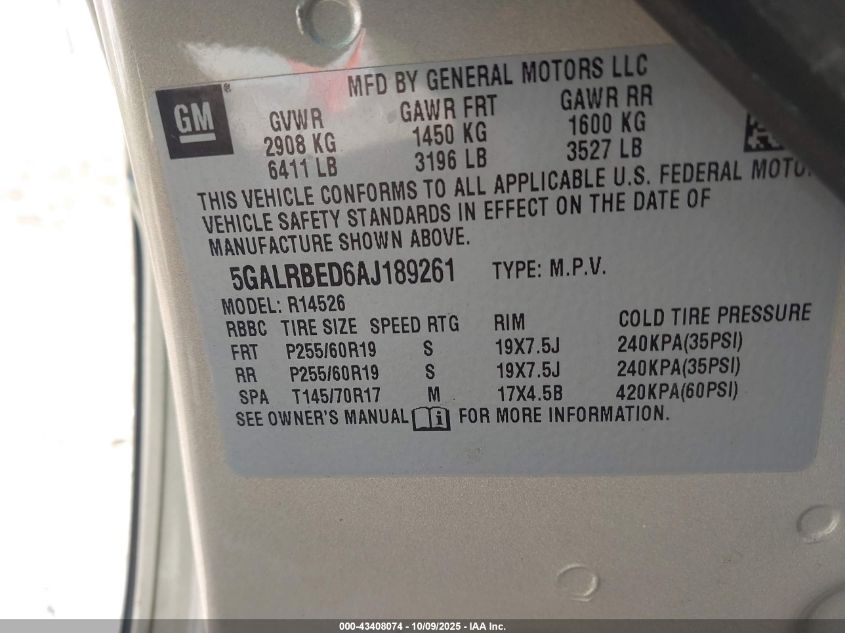 MFD BY GENERAL MOTORS LLC
GM®
GVWR GAWR FRT GAWR RR
2908 KG 1450 KG 1600 KG
6411 LB 3196 LB 3527 LB
THIS VEHICLE CONFORMS TO ALL APPLICABLE U.S. FEDERAL
VEHICLE SAFETY STANDARDS IN EFFECT ON THE DATE OF
MANUFACTURE SHOWN ABOVE.
5GALRBED6AJ189261 TYPE: M.P.V.
MODEL: R14526
RBBC TIRE SIZE SPEED RTG RIM COLD TIRE PRESSURE
FRT P255/60R19 S 19X7.5J 240KPA(35PSI)
RR P255/60R19 S 19X7.5J 240KPA(35PSI)
SPA T145/70R17 M 17X4.5B 420KPA(60PSI)
SEE OWNER'S MANUAL i FOR MORE INFORMATION.
000-43408074 - 10/09/2025 - IAA Inc.